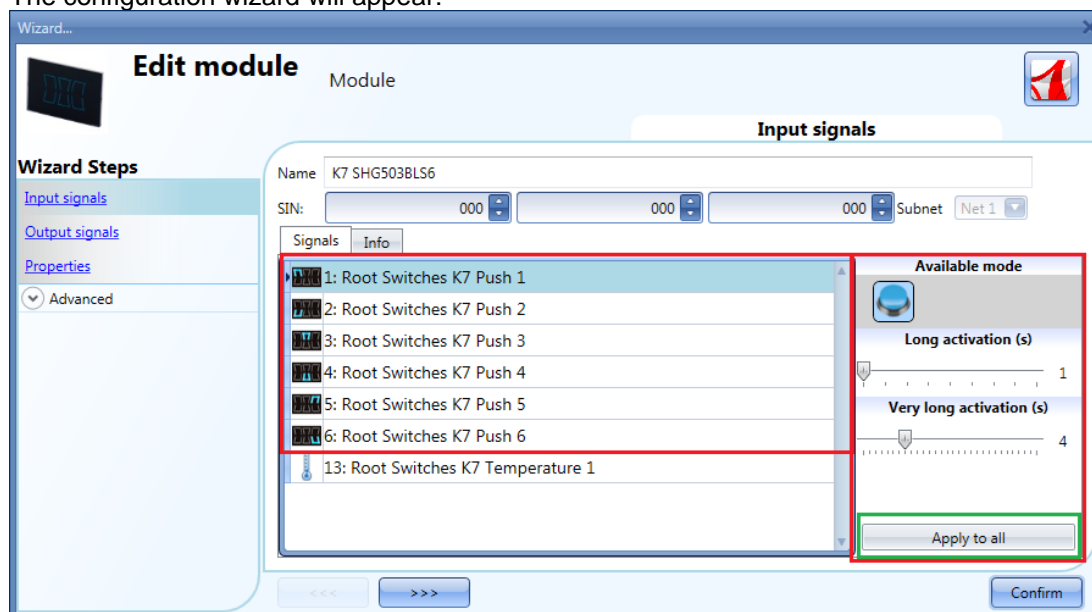 The configuration wizard will appear:
Wizard...
Edit module
Module
Input signals
Wizard Steps
Input signals
Output signals
Properties
Advanced
Name K7 SHG503BLS6
SIN: 000 000 000 Subnet Net 1
Signals Info
1: Root Switches K7 Push 1
2: Root Switches K7 Push 2
3: Root Switches K7 Push 3
4: Root Switches K7 Push 4
5: Root Switches K7 Push 5
6: Root Switches K7 Push 6
13: Root Switches K7 Temperature 1
Available mode
Long activation (s)
1
Very long activation (s)
4
Apply to all
<<< >>> Confirm